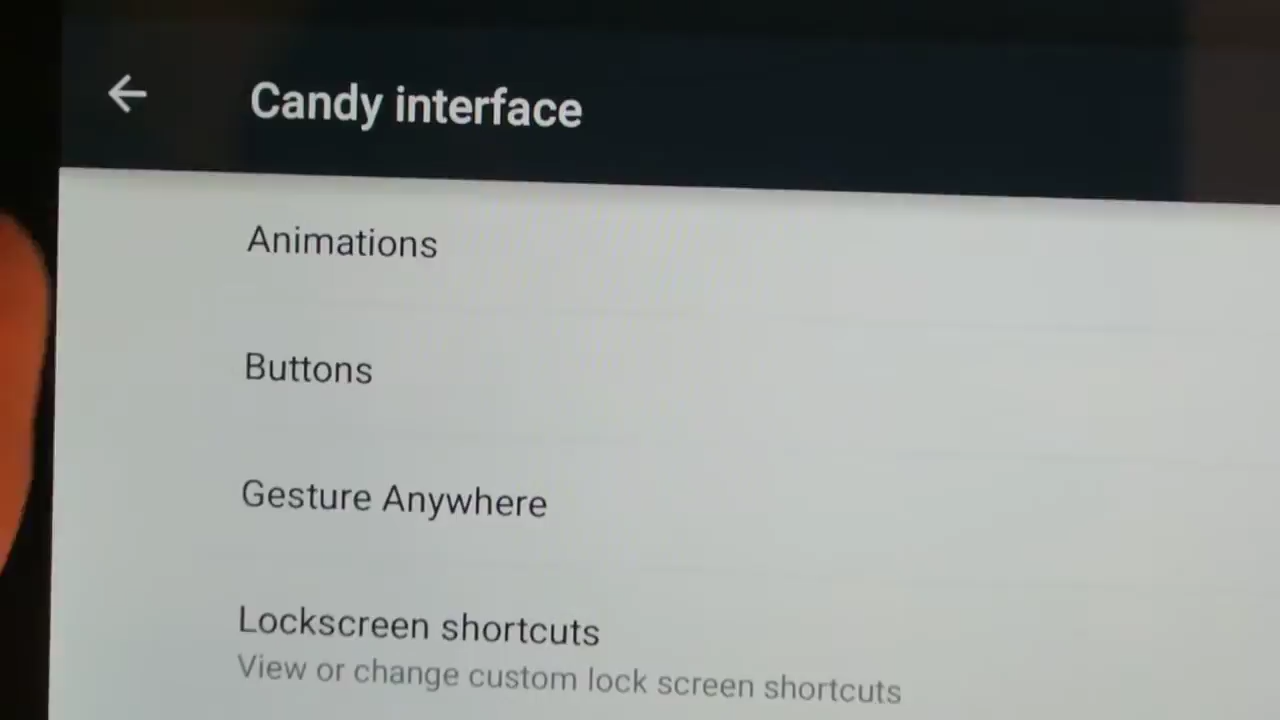 Candy interface
Animations
Buttons
Gesture Anywhere
Lockscreen shortcuts
View or change custom lock screen shortcuts